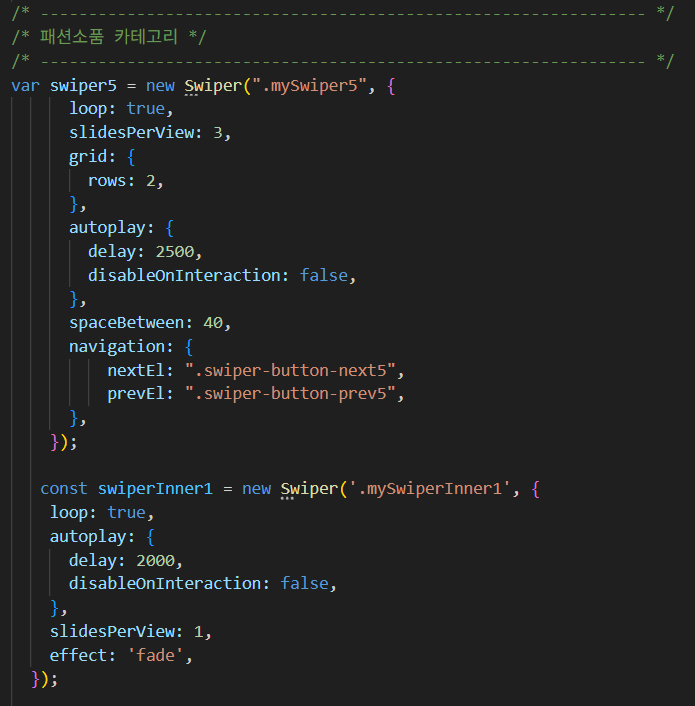 /* ---------------------------------------------------------------- */
/* 패션소품 카테고리 */
/* ---------------------------------------------------------------- */
var swiper5 = new Swiper(".mySwiper5", {
loop: true,
slidesPerView: 3,
grid: {
rows: 2,
},
autoplay: {
delay: 2500,
disableOnInteraction: false,
},
spaceBetween: 40,
navigation: {
nextEl: ".swiper-button-next5",
prevEl: ".swiper-button-prev5",
},
});
const swiperInner1 = new Swiper('.mySwiperInner1', {
loop: true,
autoplay: {
delay: 2000,
disableOnInteraction: false,
},
slidesPerView: 1,
effect: 'fade',
});